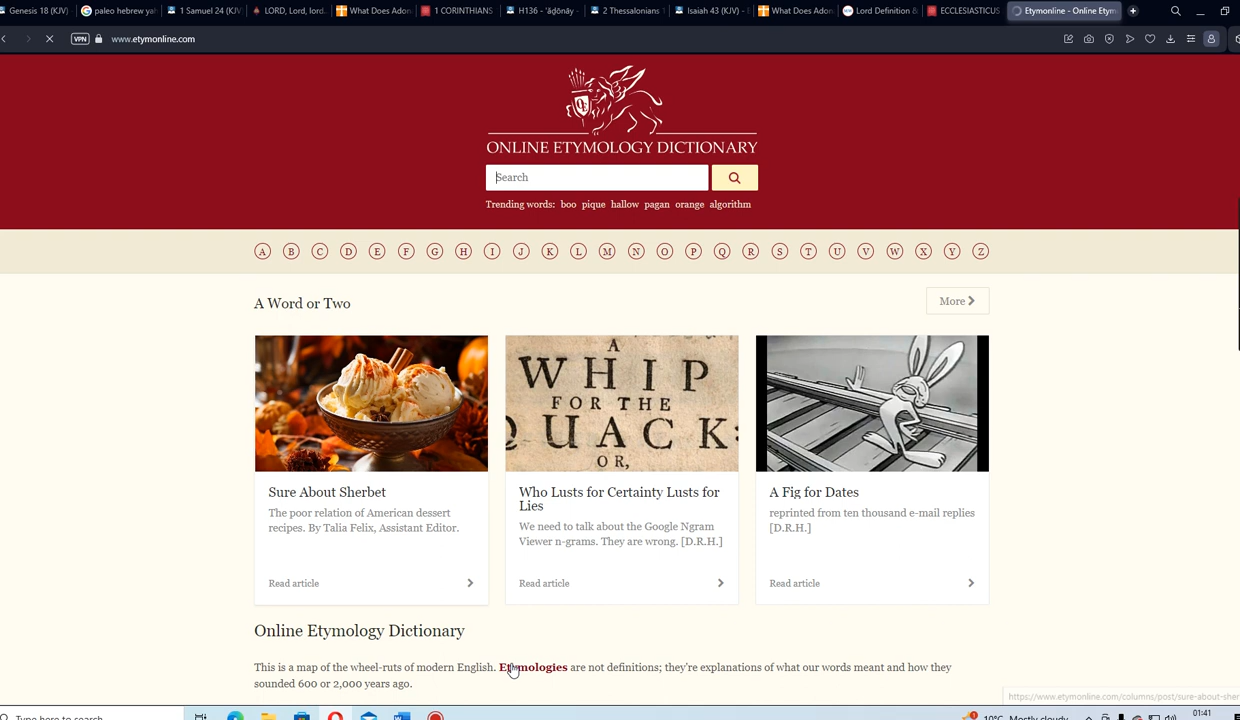 Genesis 18 (KJV)
paleo hebrew yah
1 Samuel 24 (KJV
LORD, Lord, lord.
What Does Adon
1 CORINTHIANS
H136 - 'ăḏōnāy -
2 Thessalonians 1
Isaiah 43 (KJV) -
What Does Adon
Lord Definition &
ECCLESIASTICUS
Etymonline - Online Etym
VPN
www.etymonline.com
ONLINE ETYMOLOGY DICTIONARY
Search
Trending words: boo pique hallow pagan orange algorithm
A B C D E F G H I J K L M N O P Q R S T U V W X Y Z
A Word or Two
More
A
WHIP
FOR THE
QUACK:
OR,
Sure About Sherbet
The poor relation of American dessert
recipes. By Talia Felix, Assistant Editor.
Read article
Who Lusts for Certainty Lusts for
Lies
We need to talk about the Google Ngram
Viewer n-grams. They are wrong. [D.R.H.]
Read article
A Fig for Dates
reprinted from ten thousand e-mail replies
[D.R.H.]
Read article
Online Etymology Dictionary
This is a map of the wheel-ruts of modern English. Etymologies are not definitions; they're explanations of what our words meant and how they
sounded 600 or 2,000 years ago.
https://www.etymonline.com/columns/post/sure-about-sher
Type here to search
10°C Mostly cloudy
01:41